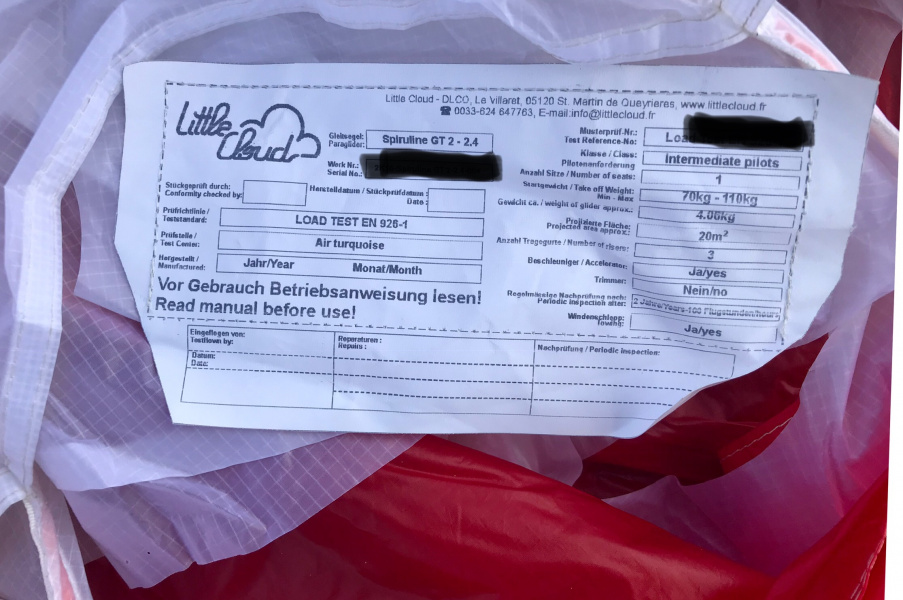 Little Cloud
Little Cloud - DLCO, Le Villaret, 05120 St. Martin de Queyrieres, www.littlecloud.fr
☎ 0033-624 647763, E-mail:info@littlecloud.fr
Gleitsegel:
Paraglider:
Spiruline GT 2 - 2.4
Werk Nr.:
Serial No.:
Stückgeprüft durch:
Conformity checked by:
Herstelldatum / Stückprüfdatum :
Date :
Prüfrichtlinie /
Teststandard:
LOAD TEST EN 926-1
Prüfstelle /
Test Center:
Air turquoise
Hergestellt /
Manufactured:
Jahr/Year Monat/Month
Vor Gebrauch Betriebsanweisung lesen!
Read manual before use!
Musterprüf-Nr.:
Test Reference-No:
Loa
Klasse / Class:
Pilotenanforderung
Intermediate pilots
Anzahl Sitze / Number of seats:
1
Startgewicht / Take off Weight:
Min - Max
70kg - 110kg
Gewicht ca. / weight of glider approx.:
4.06kg
Projizierte Fläche:
Projected area approx.:
20m²
Anzahl Tragegurte / Number of risers:
3
Beschleuniger / Accelerator:
Ja/yes
Trimmer:
Nein/no
Regelmässige Nachprüfung nach:
Periodic inspection after:
2 Jahre/Years-100 Flugstunden/hours
Windenschlepp:
Towing:
Ja/yes
Eingeflogen von:
Testflown by:
Datum:
Date:
Reparaturen :
Repairs :
Nachprüfung / Periodic inspection: